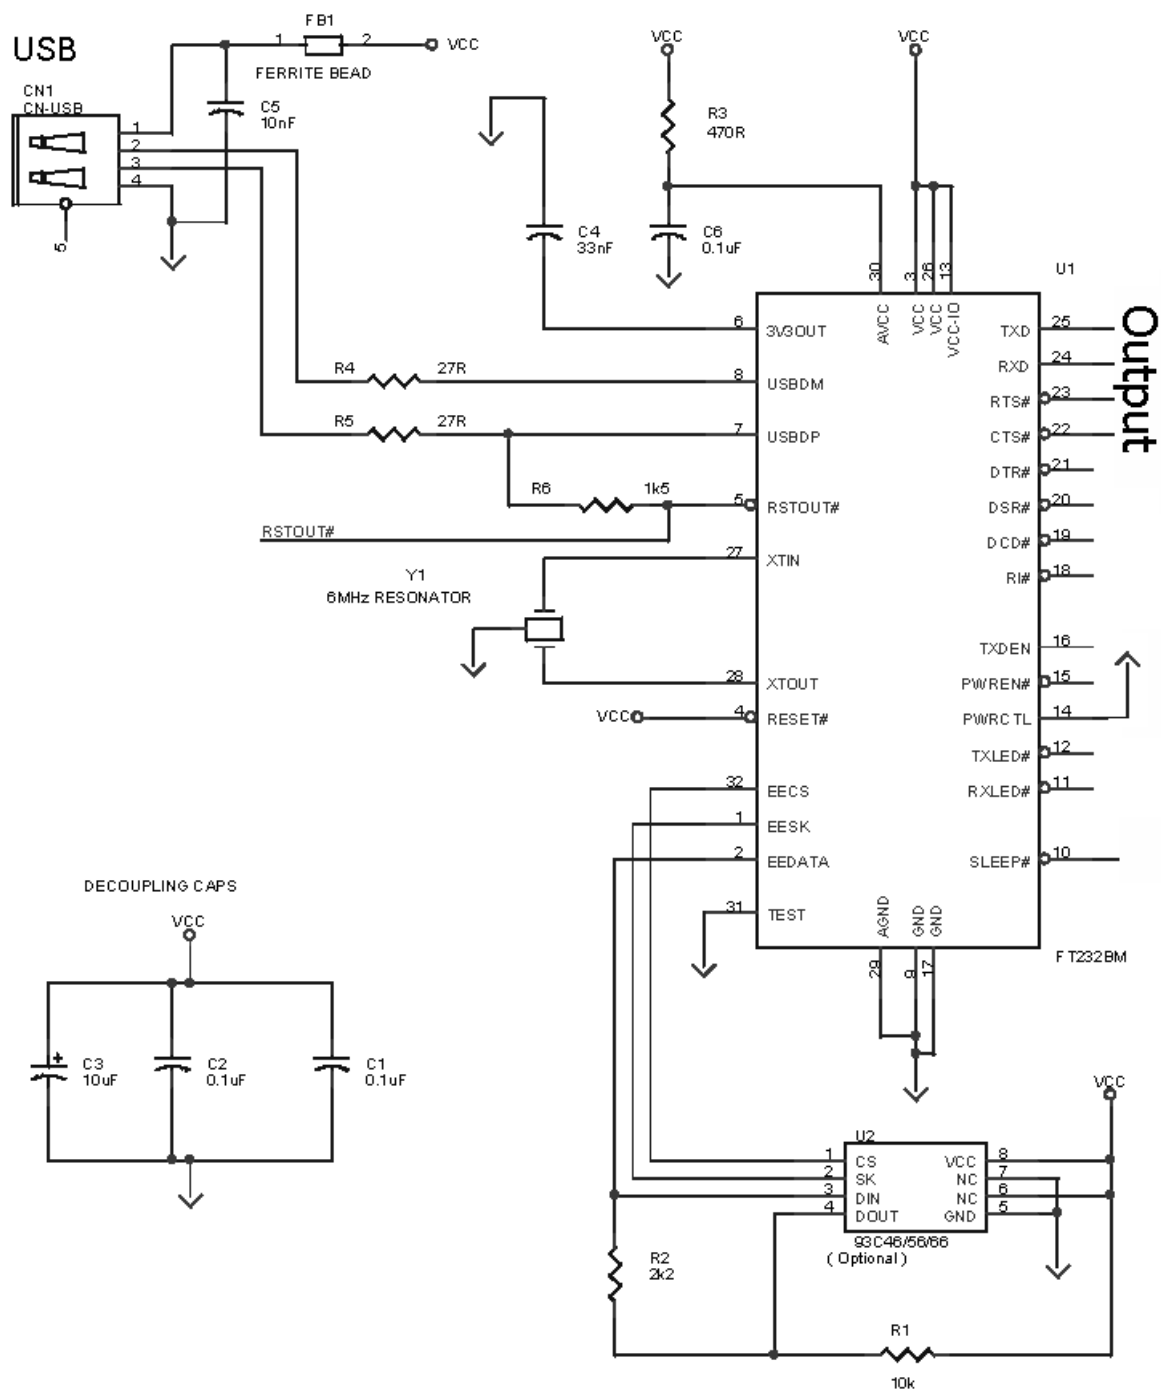 USB
FB1
1 2
VCC
FERRITE BEAD
CN1
CN-USB
1
2
3
4
5
C5
10nF
VCC
R3
470R
VCC
C4
33nF
C6
0.1uF
30
3
26
13
U1
Output
6 3V3OUT
AVCC
VCC
VCC
VCC-IO
TXD 25
RXD 24
R4 27R
8 USBDM
RTS# 23
R5 27R
7 USBDP
CTS# 22
DTR# 21
R6 1k5
5 RSTOUT#
DSR# 20
RSTOUT#
DCD# 19
27 XTIN
RI# 18
Y1
6MHz RESONATOR
TXDEN 16
28 XTOUT
PWREN# 15
VCC 4 RESET#
PWRCTL 14
TXLED# 12
32 EECS
RXLED# 11
1 EESK
2 EEDATA
SLEEP# 10
31 TEST
AGND
GND
GND
29
9
17
FT232BM
DECOUPLING CAPS
VCC
+
C3
10uF
C2
0.1uF
C1
0.1uF
VCC
U2
1 CS VCC 8
2 SK NC 7
3 DIN NC 6
4 DOUT GND 5
93C46/56/66
( Optional )
R2
2k2
R1
10k